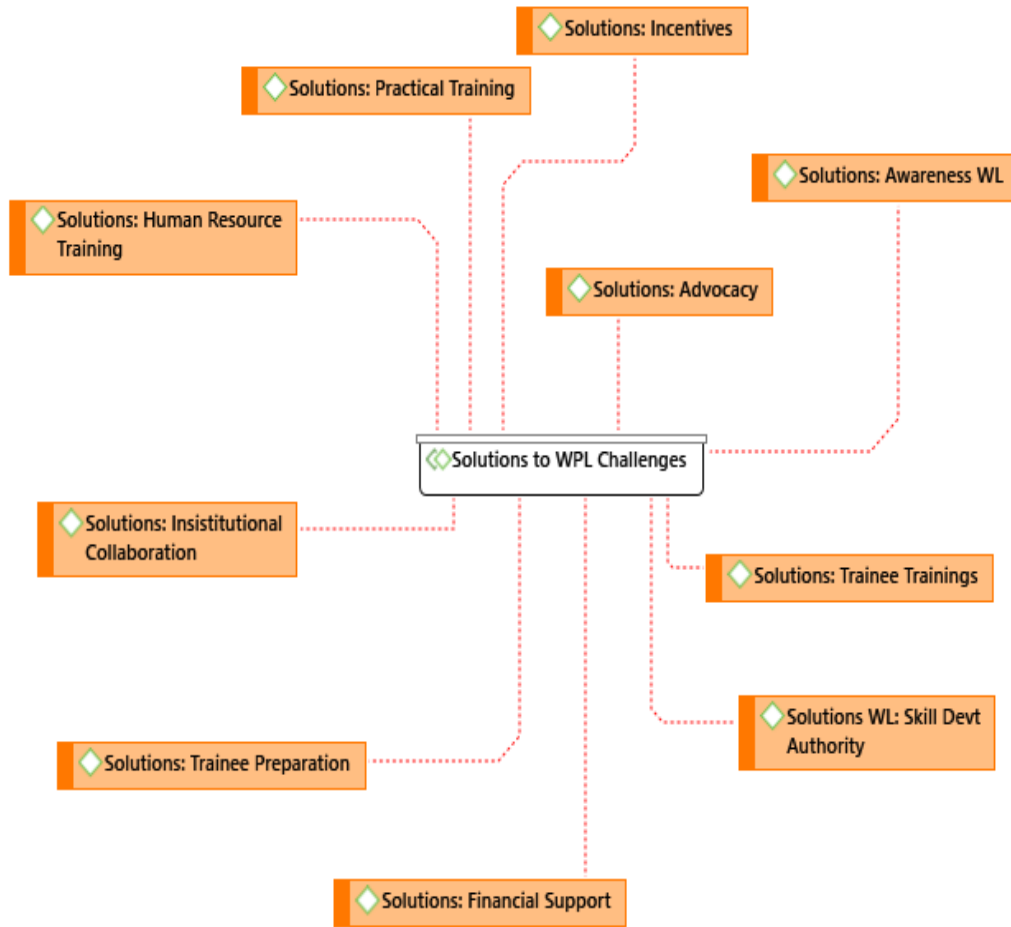 Solutions: Incentives
Solutions: Practical Training
Solutions: Awareness WL
Solutions: Human Resource
Training
Solutions: Advocacy
Solutions to WPL Challenges
Solutions: Insistitutional
Collaboration
Solutions: Trainee Trainings
Solutions WL: Skill Devt
Authority
Solutions: Trainee Preparation
Solutions: Financial Support